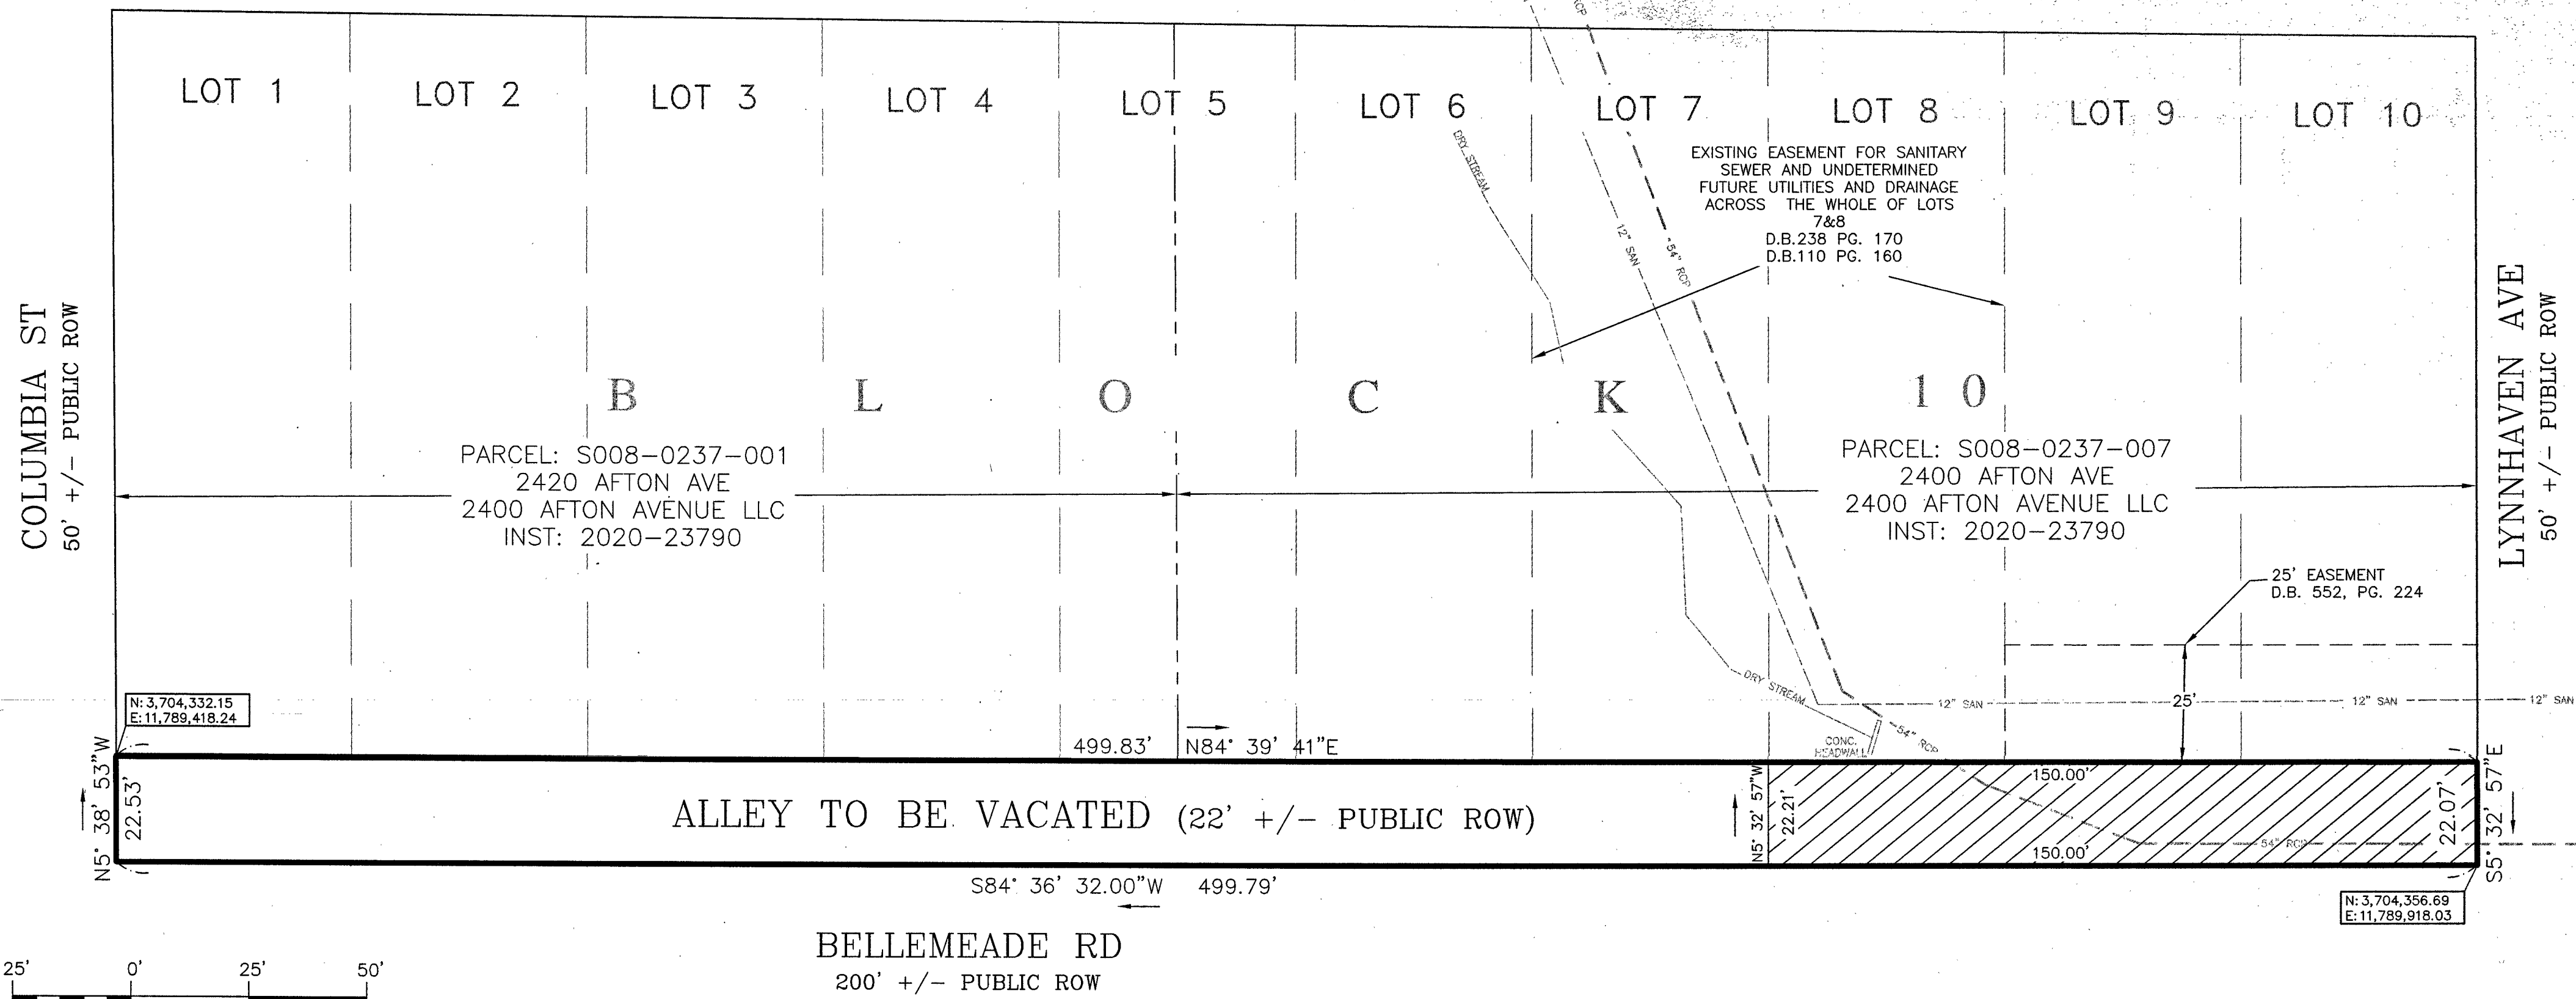 RCP
LOT 1
LOT 2
LOT 3
LOT 4
LOT 5
LOT 6
LOT 7
LOT 8
LOT 9
LOT 10
DRY STREAM
12" SAN
54" RCP
EXISTING EASEMENT FOR SANITARY
SEWER AND UNDETERMINED
FUTURE UTILITIES AND DRAINAGE
ACROSS THE WHOLE OF LOTS
7&8
D.B.238 PG. 170
D.B.110 PG. 160
COLUMBIA ST
50' +/- PUBLIC ROW
LYNNHAVEN AVE
50' +/- PUBLIC ROW
B L O C K 10
PARCEL: S008-0237-001
2420 AFTON AVE
2400 AFTON AVENUE LLC
INST: 2020-23790
PARCEL: S008-0237-007
2400 AFTON AVE
2400 AFTON AVENUE LLC
INST: 2020-23790
25' EASEMENT
D.B. 552, PG. 224
DRY STREAM
12" SAN
25'
12" SAN
12" SAN
N: 3,704,332.15
E: 11,789,418.24
CONC.
HEADWALL
54" RCP
499.83' N84° 39' 41"E
N5° 38' 53"W
22.53'
ALLEY TO BE VACATED (22' +/- PUBLIC ROW)
N5° 32' 57"W
22.21'
150.00'
150.00'
54" RCP
22.07'
S5° 32' 57"E
S84° 36' 32.00"W 499.79'
N: 3,704,356.69
E: 11,789,918.03
BELLEMEADE RD
200' +/- PUBLIC ROW
25' 0' 25' 50'